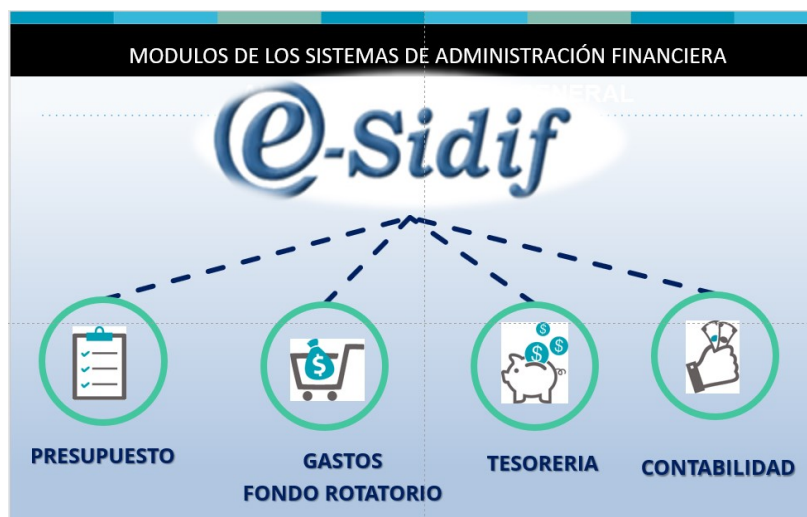 MODULOS DE LOS SISTEMAS DE ADMINISTRACIÓN FINANCIERA
e-Sidif
PRESUPUESTO
GASTOS
FONDO ROTATORIO
TESORERIA
CONTABILIDAD